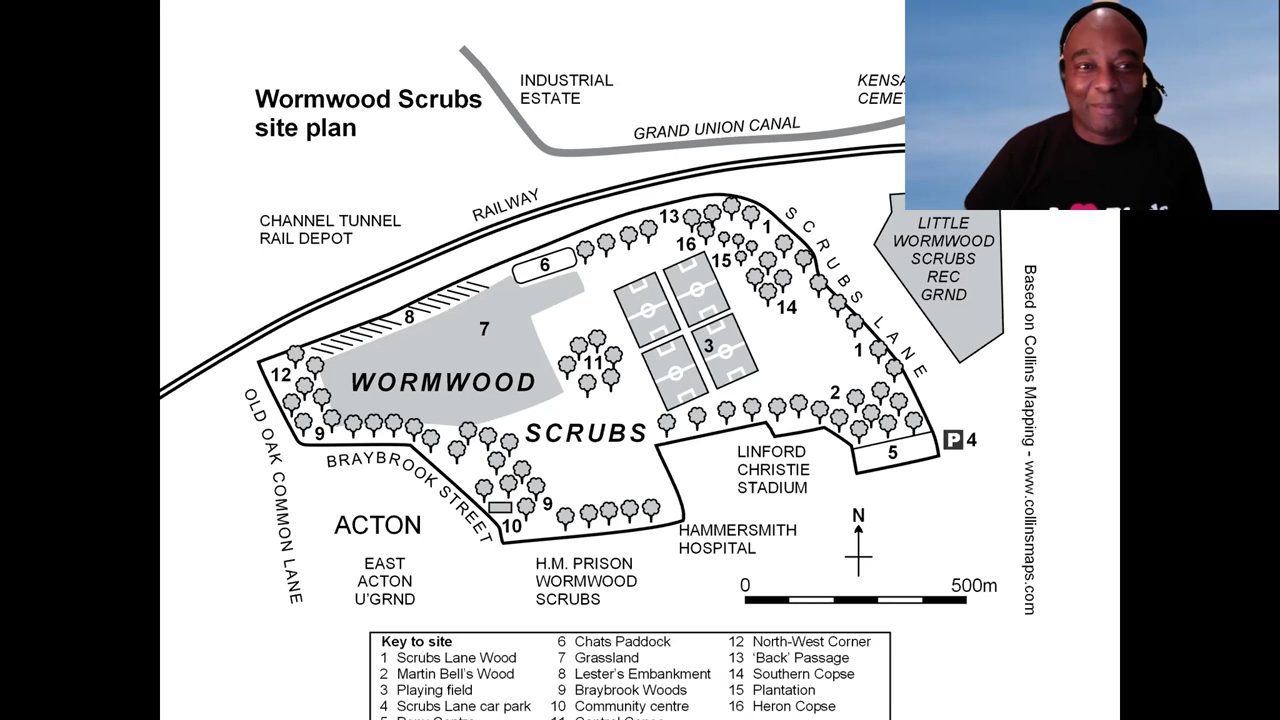 Wormwood Scrubs
site plan
INDUSTRIAL
ESTATE
GRAND UNION CANAL
RAILWAY
CHANNEL TUNNEL
RAIL DEPOT
SCRUBS LANE
LITTLE
WORMWOOD
SCRUBS
REC
GRND
13
1
16
15
6
14
8
7
3
1
11
12
WORMWOOD
2
9
SCRUBS
OLD OAK COMMON LANE
BRAYBROOK STREET
P 4
5
LINFORD
CHRISTIE
STADIUM
9
10
ACTON
HAMMERSMITH
HOSPITAL
N
EAST
ACTON
U'GRND
H.M. PRISON
WORMWOOD
SCRUBS
0 500m
Based on Collins Mapping - www.collinsmaps.com
Key to site
1 Scrubs Lane Wood
2 Martin Bell's Wood
3 Playing field
4 Scrubs Lane car park
6 Chats Paddock
7 Grassland
8 Lester's Embankment
9 Braybrook Woods
10 Community centre
12 North-West Corner
13 'Back' Passage
14 Southern Copse
15 Plantation
16 Heron Copse